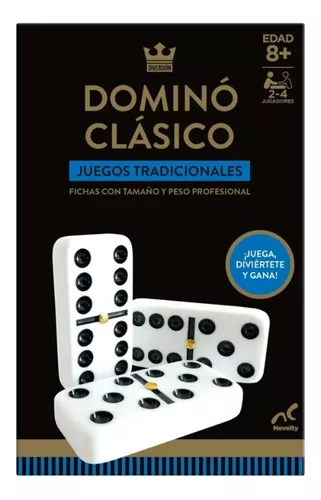 DIVERSIÓN
EDAD
8+
2-4
JUGADORES
DOMINÓ
CLÁSICO
JUEGOS TRADICIONALES
FICHAS CON TAMAÑO Y PESO PROFESIONAL
¡JUEGA,
DIVIÉRTETE
Y GANA!
Novelty